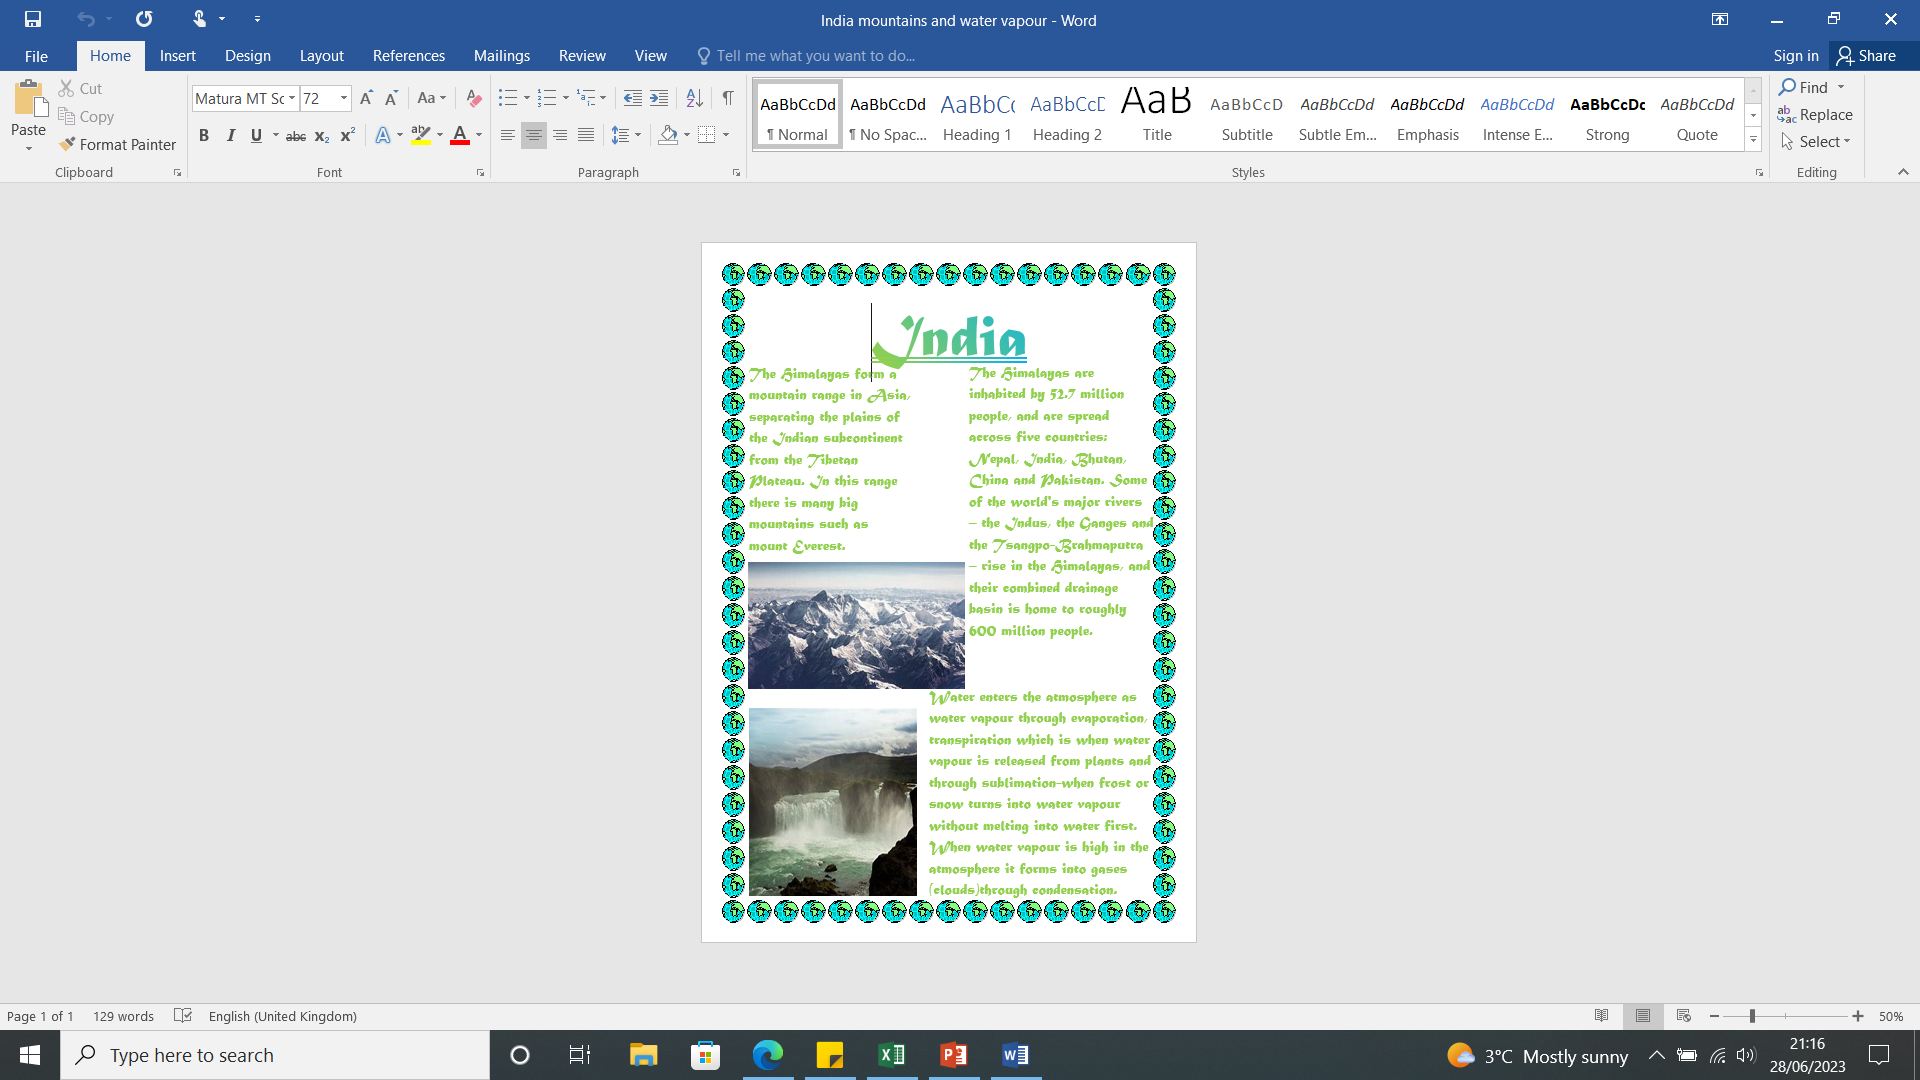 India mountains and water vapour - Word
File
Home
Insert
Design
Layout
References
Mailings
Review
View
Tell me what you want to do...
Sign in
Share
Paste
Cut
Copy
Format Painter
Clipboard
Matura MT Sc
72
Font
Paragraph
AaBbCcDd
¶ Normal
AaBbCcDd
¶ No Spac...
AaBbCc
Heading 1
AaBbCcD
Heading 2
AaB
Title
AaBbCcD
Subtitle
AaBbCcDd
Subtle Em...
AaBbCcDd
Emphasis
AaBbCcDd
Intense E...
AaBbCcDc
Strong
AaBbCcDd
Quote
Styles
Find
Replace
Select
Editing
India
The Himalayas form a
mountain range in Asia,
separating the plains of
the Indian subcontinent
from the Tibetan
Plateau. In this range
there is many big
mountains such as
mount Everest.
The Himalayas are
inhabited by 52.7 million
people, and are spread
across five countries:
Nepal, India, Bhutan,
China and Pakistan. Some
of the world's major rivers
– the Indus, the Ganges and
the Tsangpo-Brahmaputra
– rise in the Himalayas, and
their combined drainage
basin is home to roughly
600 million people.
Water enters the atmosphere as
water vapour through evaporation,
transpiration which is when water
vapour is released from plants and
through sublimation-when frost or
snow turns into water vapour
without melting into water first.
When water vapour is high in the
atmosphere it forms into gases
(clouds)through condensation.
Page 1 of 1
129 words
English (United Kingdom)
50%
Type here to search
3°C Mostly sunny
21:16
28/06/2023